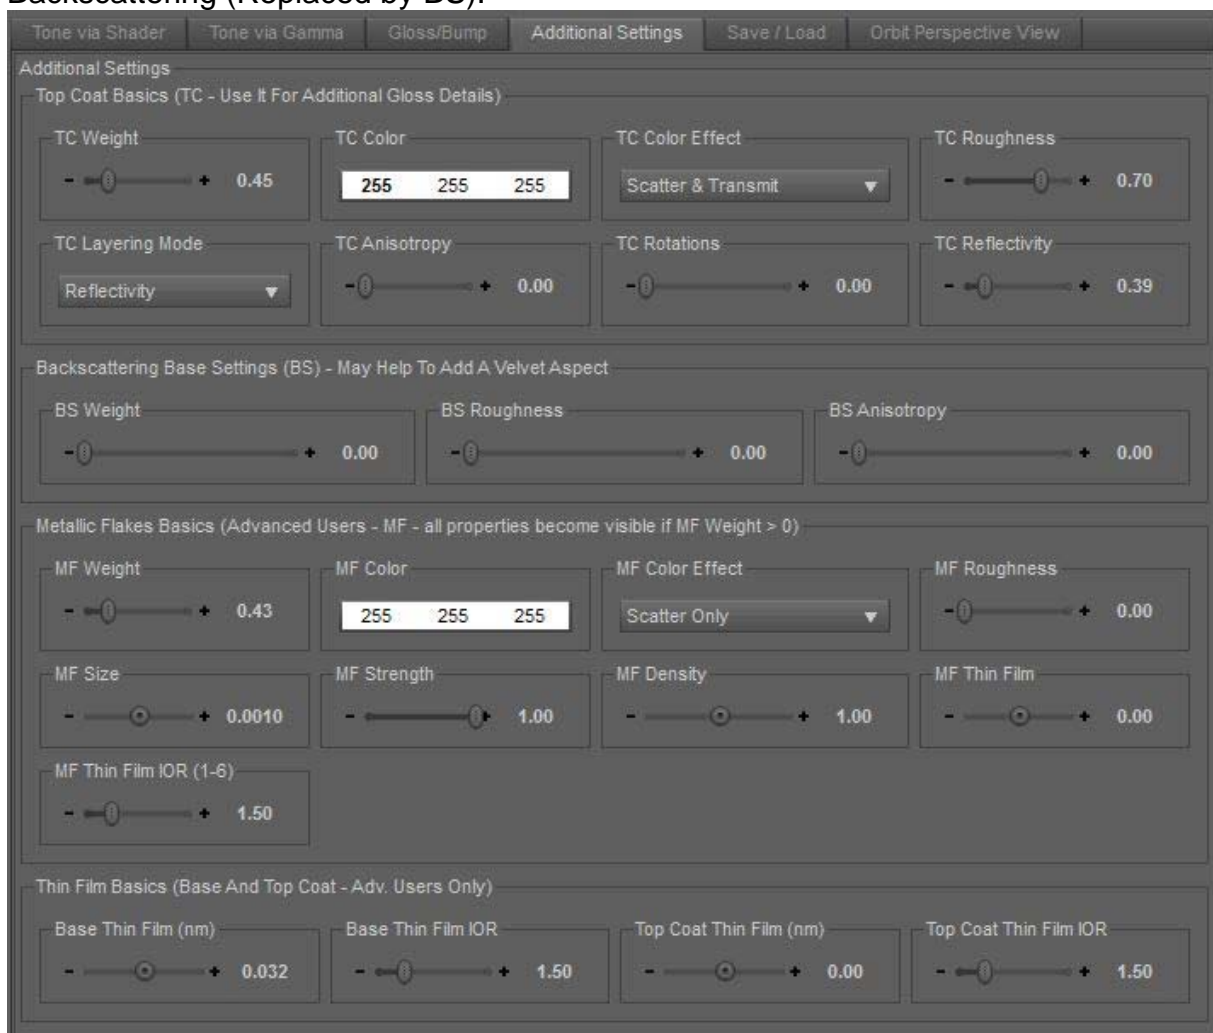 Backscattering (Replaced by BS).
Tone via Shader Tone via Gamma Gloss/Bump Additional Settings Save / Load Orbit Perspective View
Additional Settings
Top Coat Basics (TC - Use It For Additional Gloss Details)
TC Weight TC Color TC Color Effect TC Roughness
- + 0.45 255 255 255 Scatter & Transmit - + 0.70
TC Layering Mode TC Anisotropy TC Rotations TC Reflectivity
Reflectivity - + 0.00 - + 0.00 - + 0.39
Backscattering Base Settings (BS) - May Help To Add A Velvet Aspect
BS Weight BS Roughness BS Anisotropy
- + 0.00 - + 0.00 - + 0.00
Metallic Flakes Basics (Advanced Users - MF - all properties become visible if MF Weight > 0)
MF Weight MF Color MF Color Effect MF Roughness
- + 0.43 255 255 255 Scatter Only - + 0.00
MF Size MF Strength MF Density MF Thin Film
- + 0.0010 - + 1.00 - + 1.00 - + 0.00
MF Thin Film IOR (1-6)
- + 1.50
Thin Film Basics (Base And Top Coat - Adv. Users Only)
Base Thin Film (nm) Base Thin Film IOR Top Coat Thin Film (nm) Top Coat Thin Film IOR
- + 0.032 - + 1.50 - + 0.00 - + 1.50